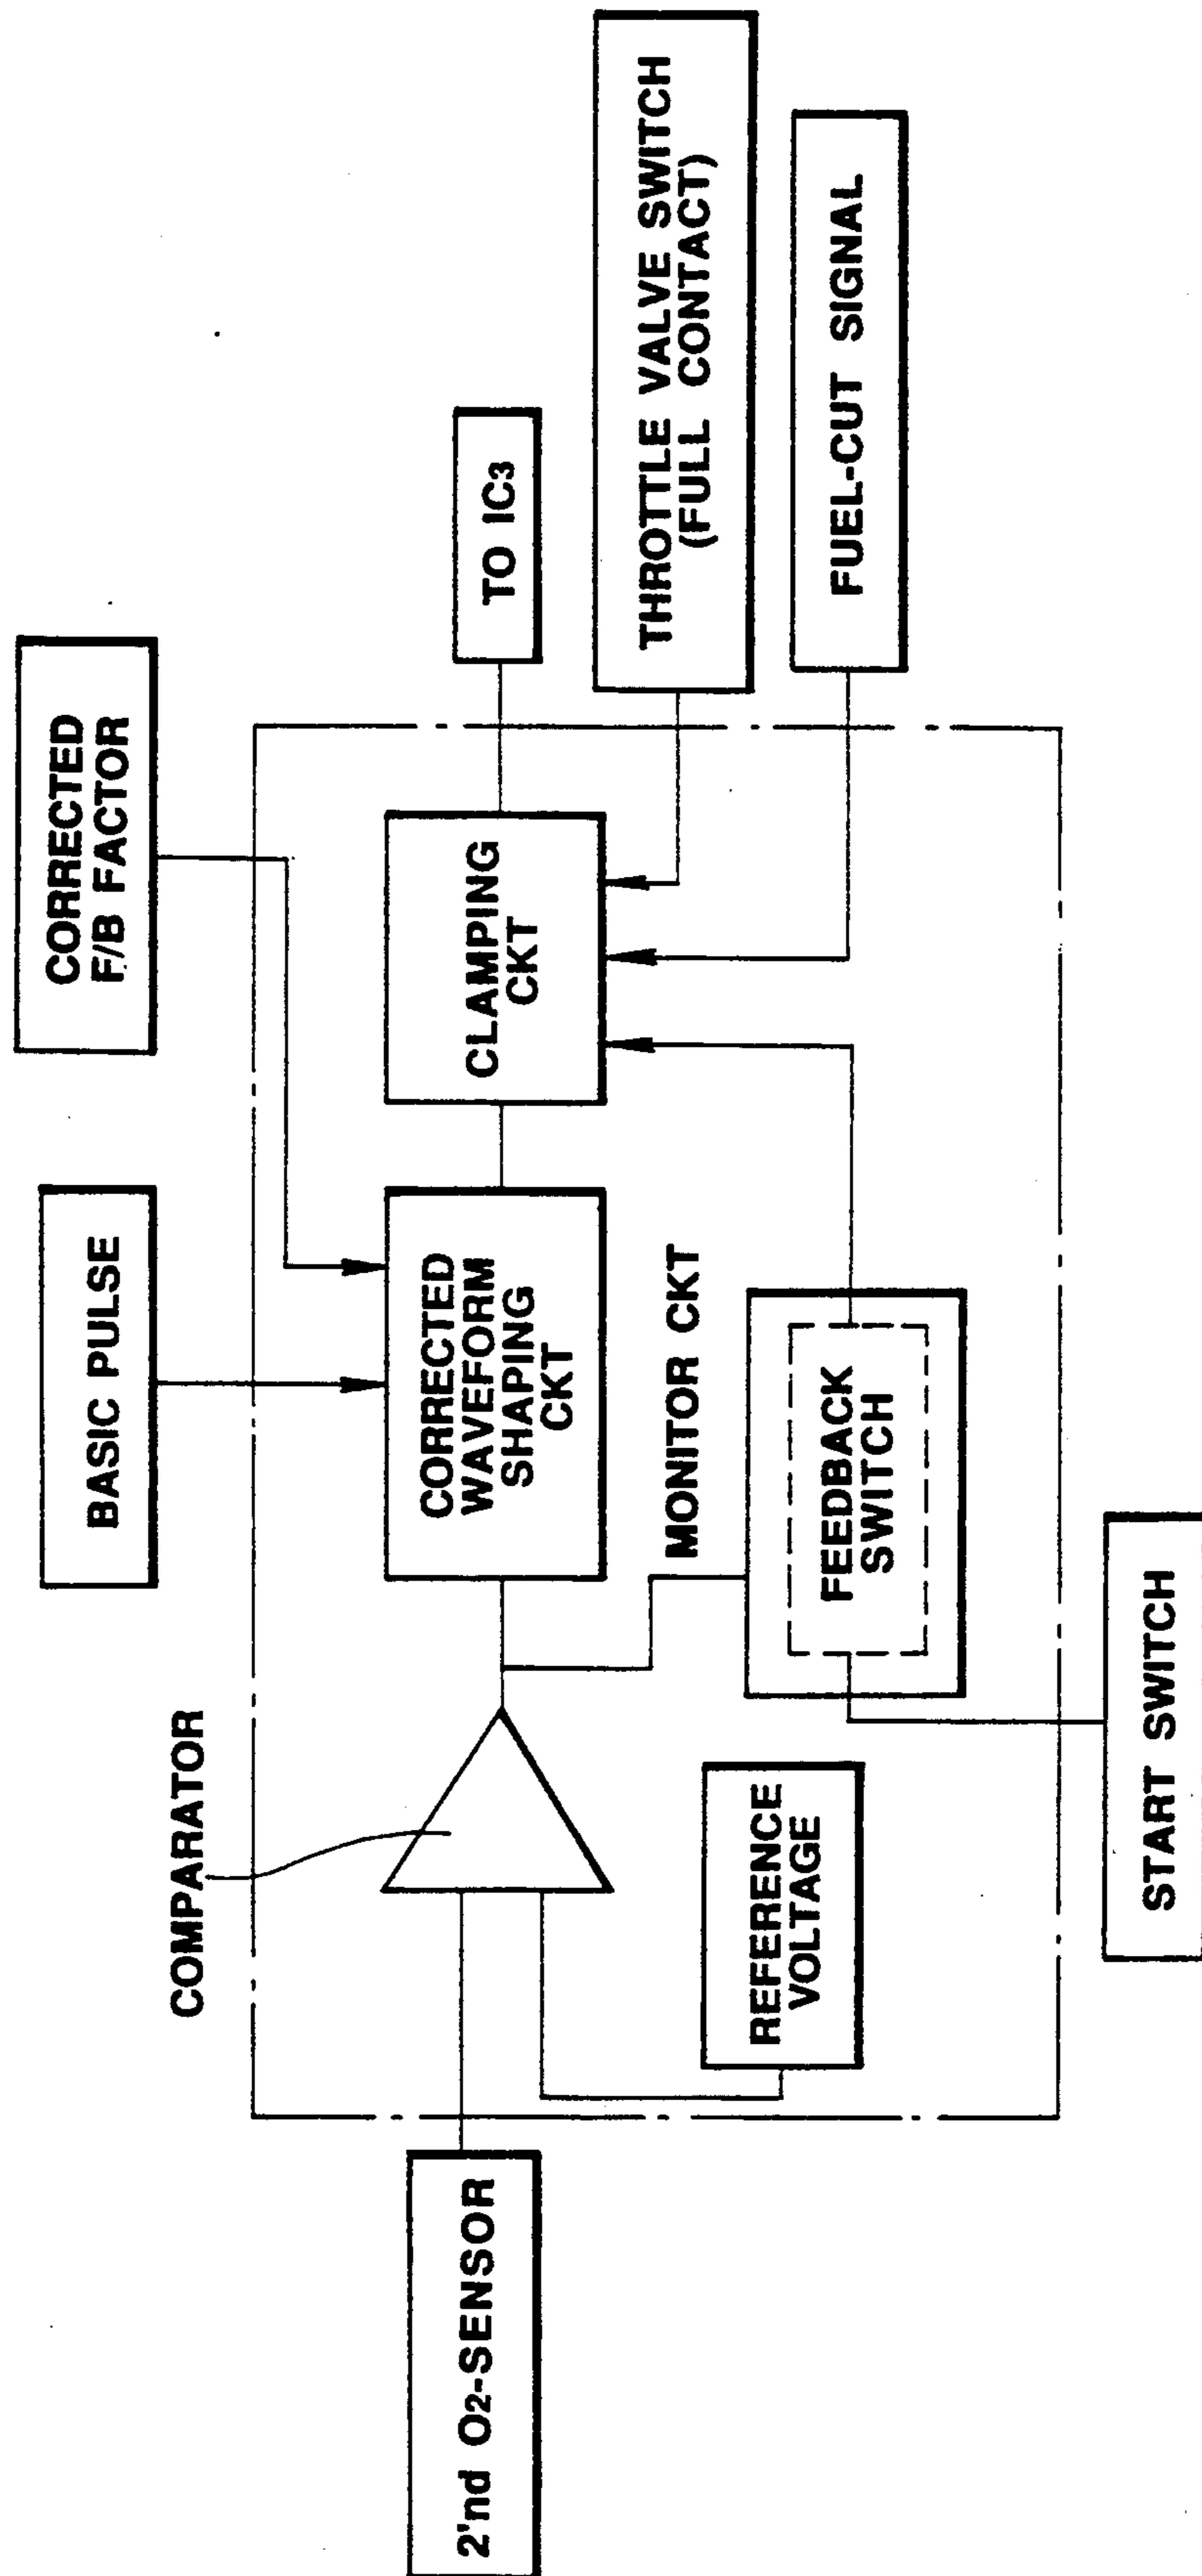 CORRECTED
F/B FACTOR
BASIC PULSE
COMPARATOR
TO IC3
THROTTLE VALVE SWITCH
(FULL CONTACT)
FUEL-CUT SIGNAL
CLAMPING
CKT
CORRECTED
WAVEFORM
SHAPING
CKT
MONITOR CKT
FEEDBACK
SWITCH
REFERENCE
VOLTAGE
2'nd O2-SENSOR
START SWITCH